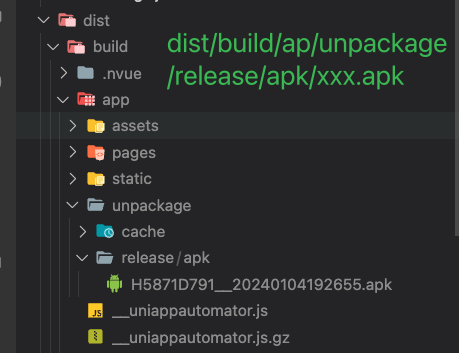 dist
build
dist/build/ap/unpackage
/release/apk/xxx.apk
.nvue
app
assets
pages
static
unpackage
cache
release/apk
H5871D791__20240104192655.apk
JS __uniappautomator.js
__uniappautomator.js.gz